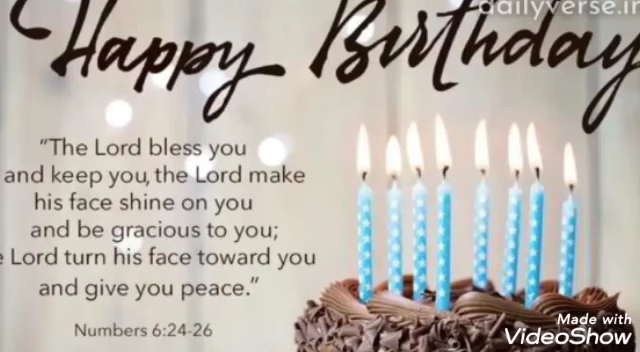 dailyverse.in
Happy Birthday
“The Lord bless you
and keep you, the Lord make
his face shine on you
and be gracious to you;
e Lord turn his face toward you
and give you peace.”
Numbers 6:24-26
Made with
VideoShow